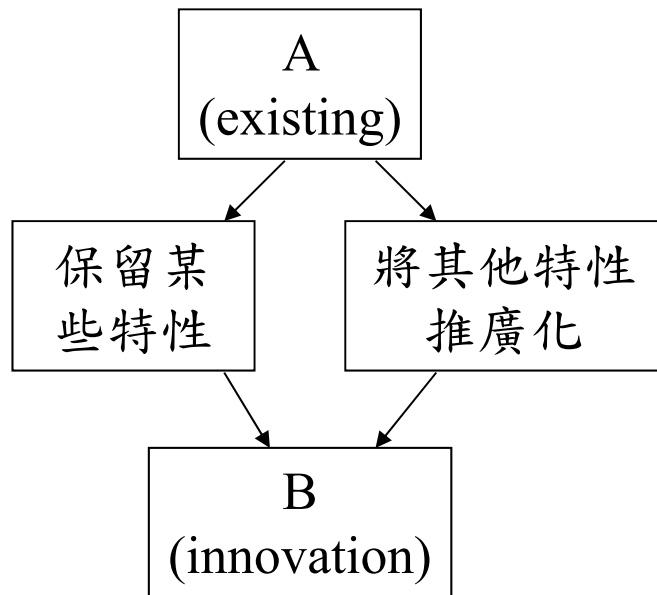 A
(existing)
保留某
些特性
將其他特性
推廣化
B
(innovation)